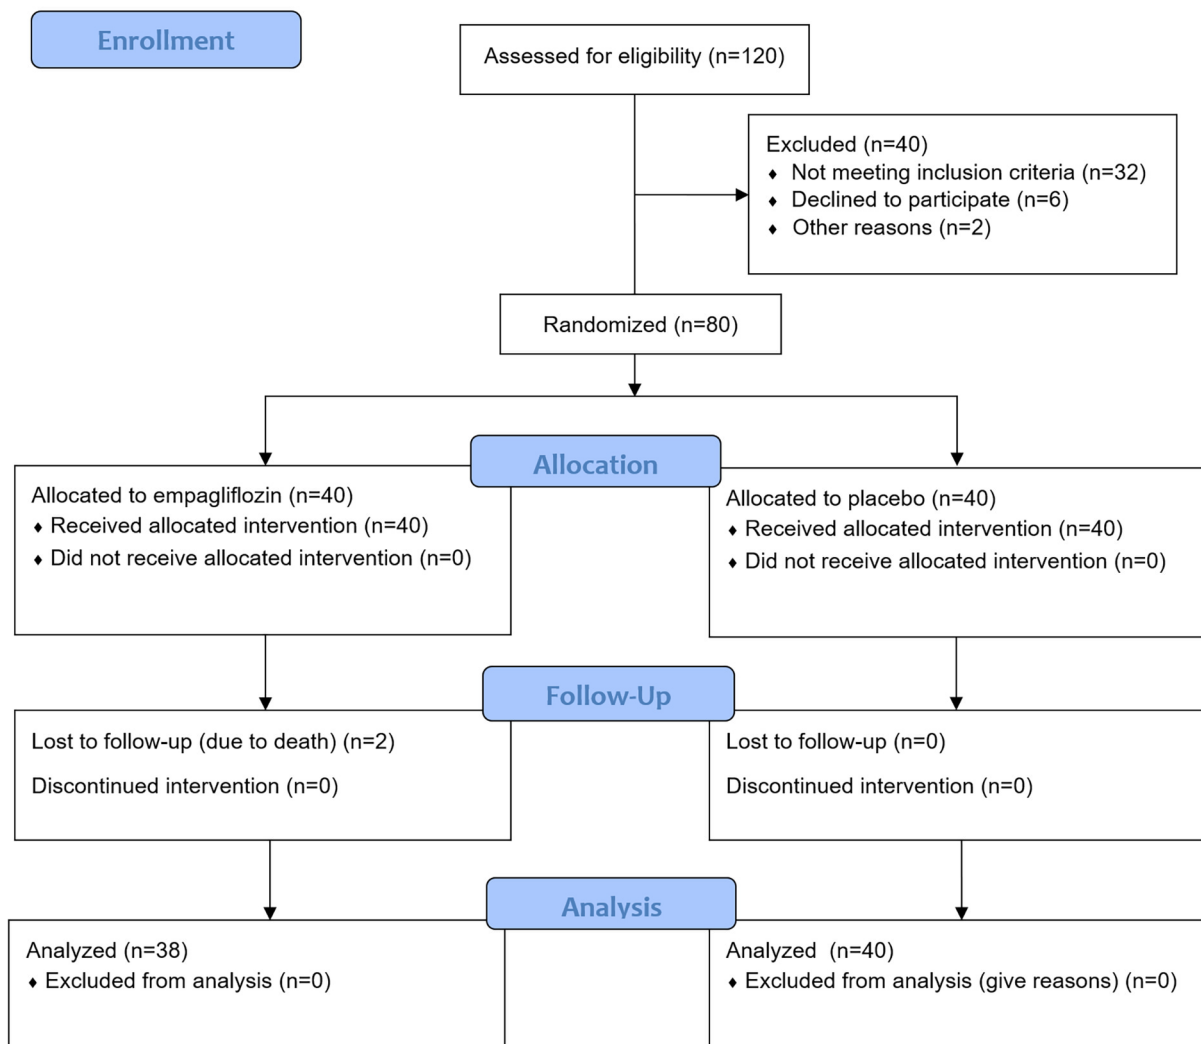 Enrollment
Assessed for eligibility (n=120)
Excluded (n=40)
♦ Not meeting inclusion criteria (n=32)
♦ Declined to participate (n=6)
♦ Other reasons (n=2)
Randomized (n=80)
Allocation
Allocated to empagliflozin (n=40)
♦ Received allocated intervention (n=40)
♦ Did not receive allocated intervention (n=0)
Allocated to placebo (n=40)
♦ Received allocated intervention (n=40)
♦ Did not receive allocated intervention (n=0)
Follow-Up
Lost to follow-up (due to death) (n=2)
Discontinued intervention (n=0)
Lost to follow-up (n=0)
Discontinued intervention (n=0)
Analysis
Analyzed (n=38)
♦ Excluded from analysis (n=0)
Analyzed  (n=40)
♦ Excluded from analysis (give reasons) (n=0)